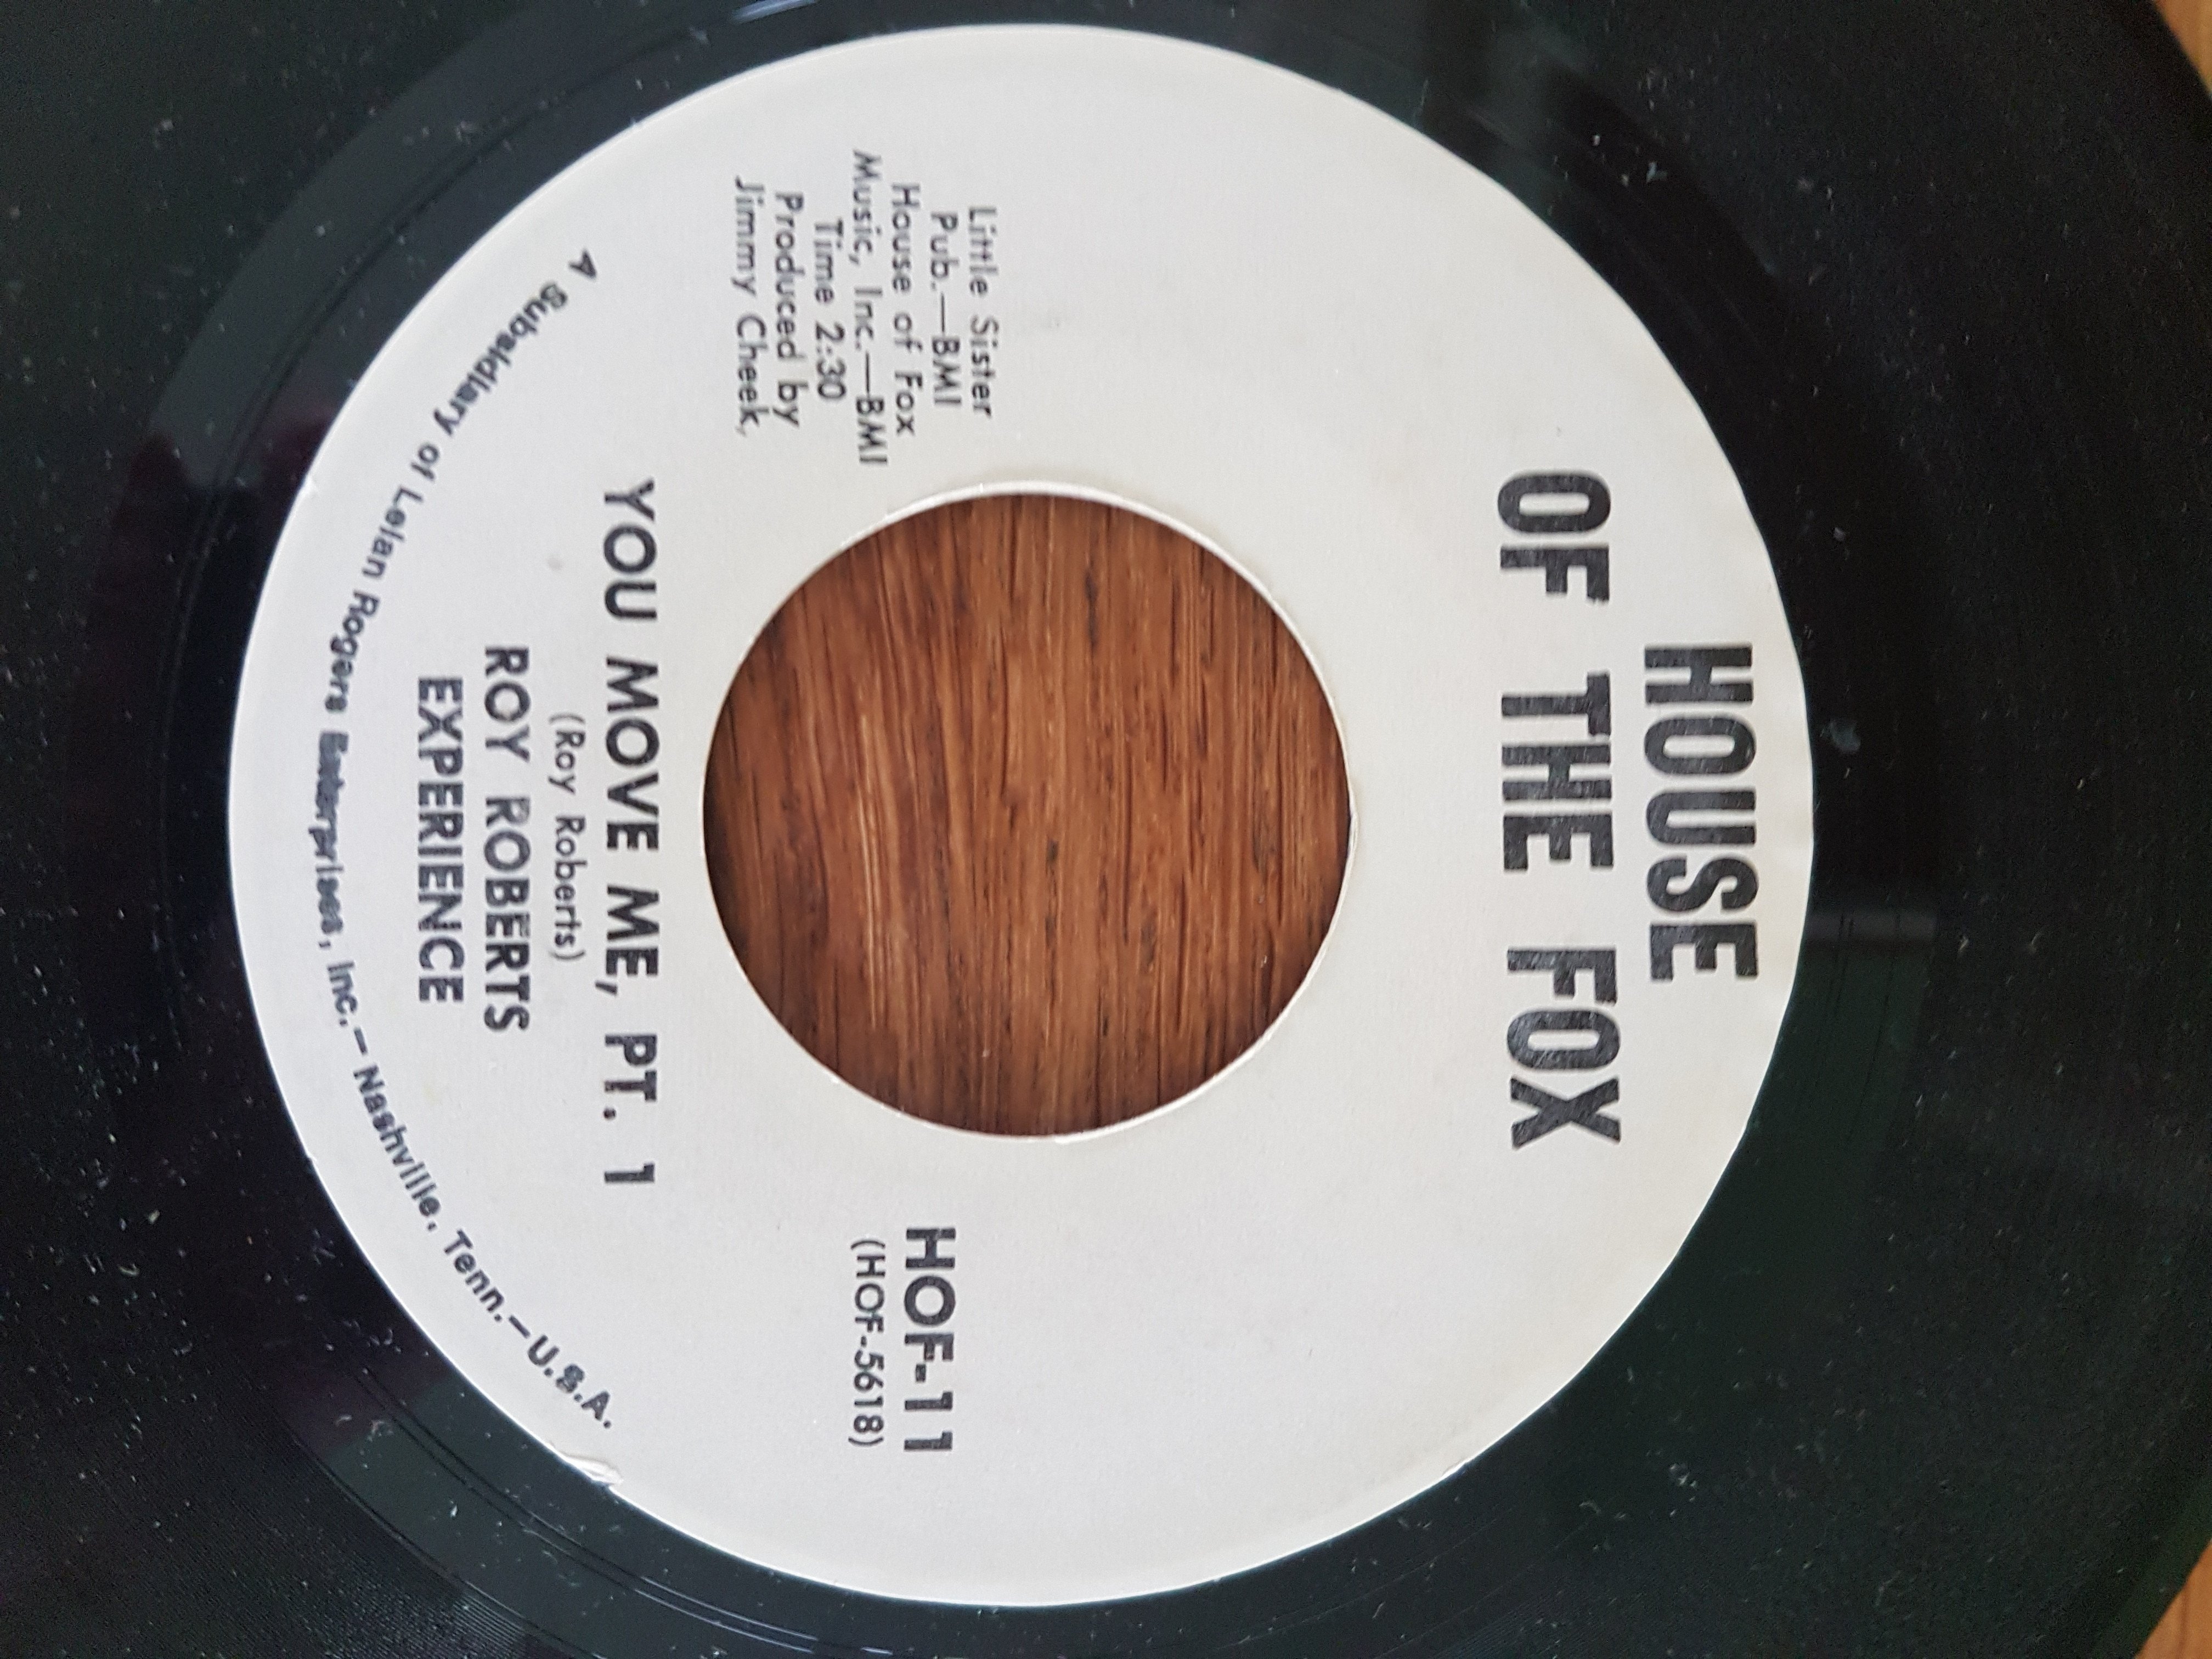 HOUSE
OF THE FOX
Little Sister
Pub.—BMI
House of Fox
Music, Inc.—BMI
Time 2:30
Produced by
Jimmy Cheek,
HOF-11
(HOF-5618)
YOU MOVE ME, PT. 1
(Roy Roberts)
ROY ROBERTS
EXPERIENCE
A Subsidiary of Lelan Rogers Enterprises, Inc.—Nashville, Tenn.—U.S.A.